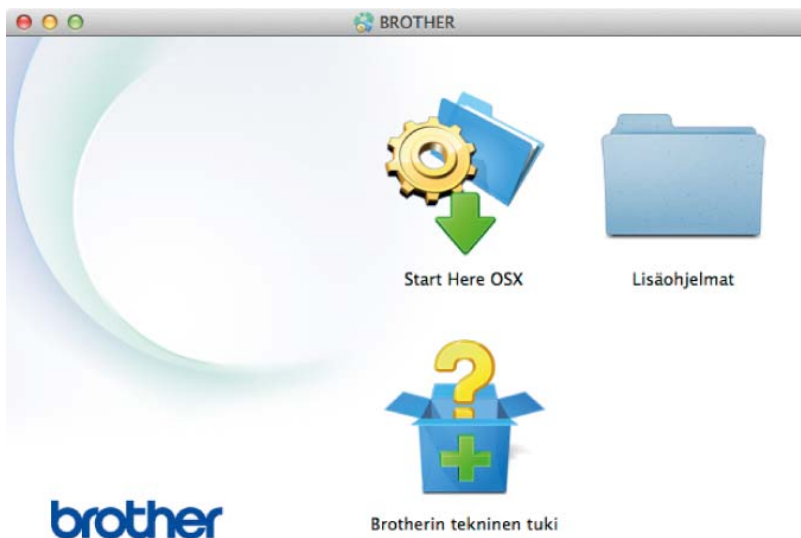 BROTHER
Start Here OSX
Lisäohjelmat
Brotherin tekninen tuki
brother